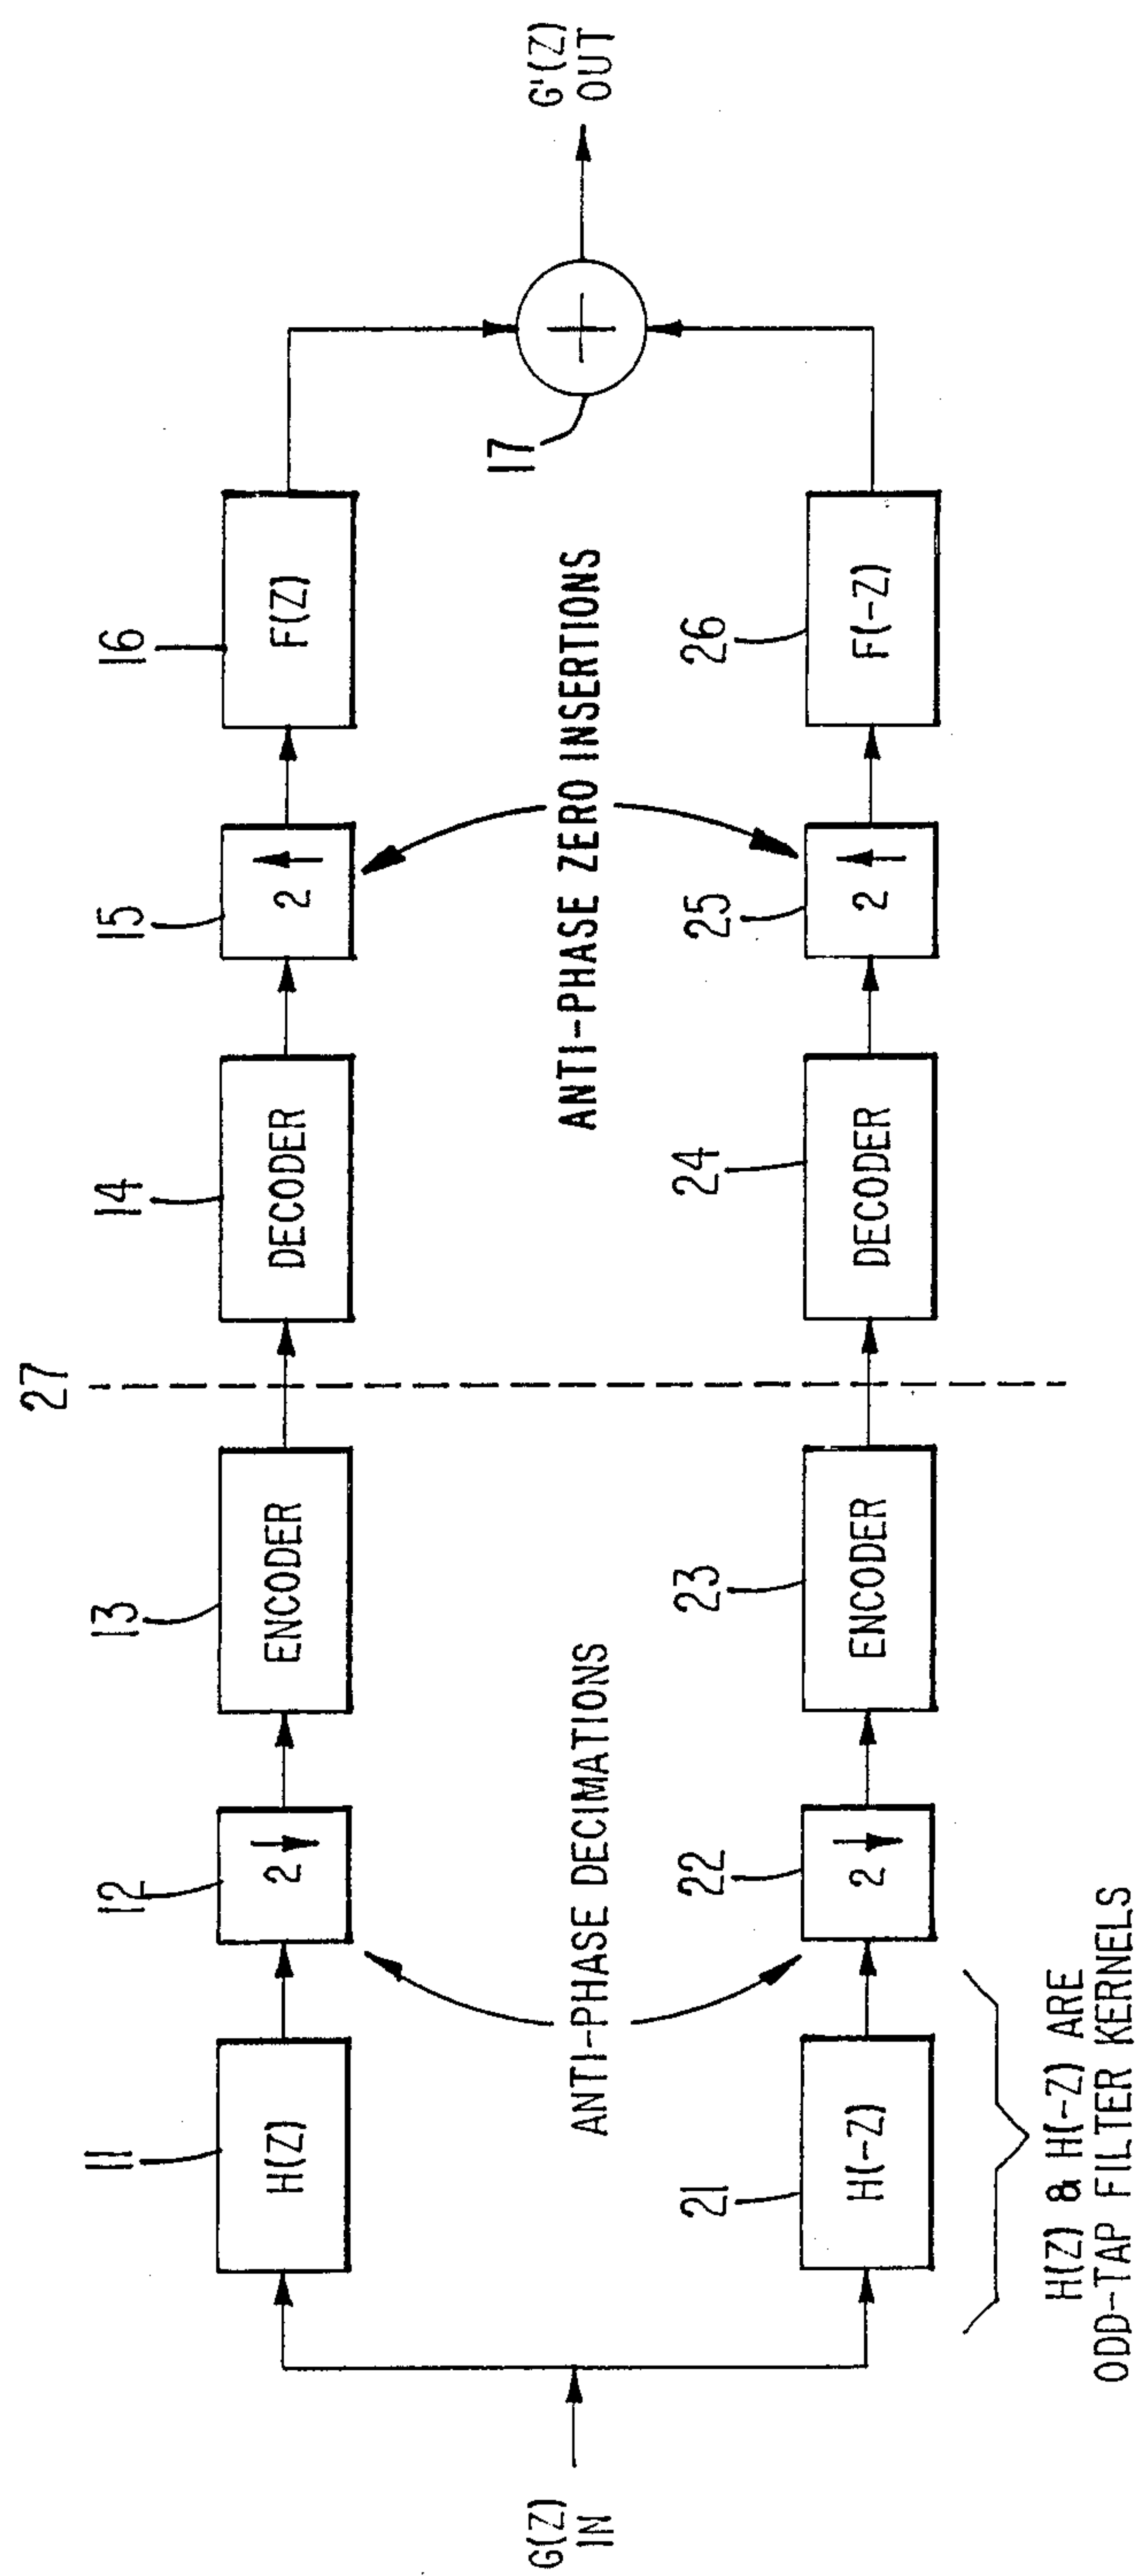 G(Z)
IN
11
H(Z)
12
2
13
ENCODER
27
14
DECODER
15
2
16
F(Z)
17
G'(Z)
OUT
ANTI-PHASE DECIMATIONS
ANTI-PHASE ZERO INSERTIONS
21
H(-Z)
22
2
23
ENCODER
24
DECODER
25
2
26
F(-Z)
H(Z) & H(-Z) ARE
ODD-TAP FILTER KERNELS